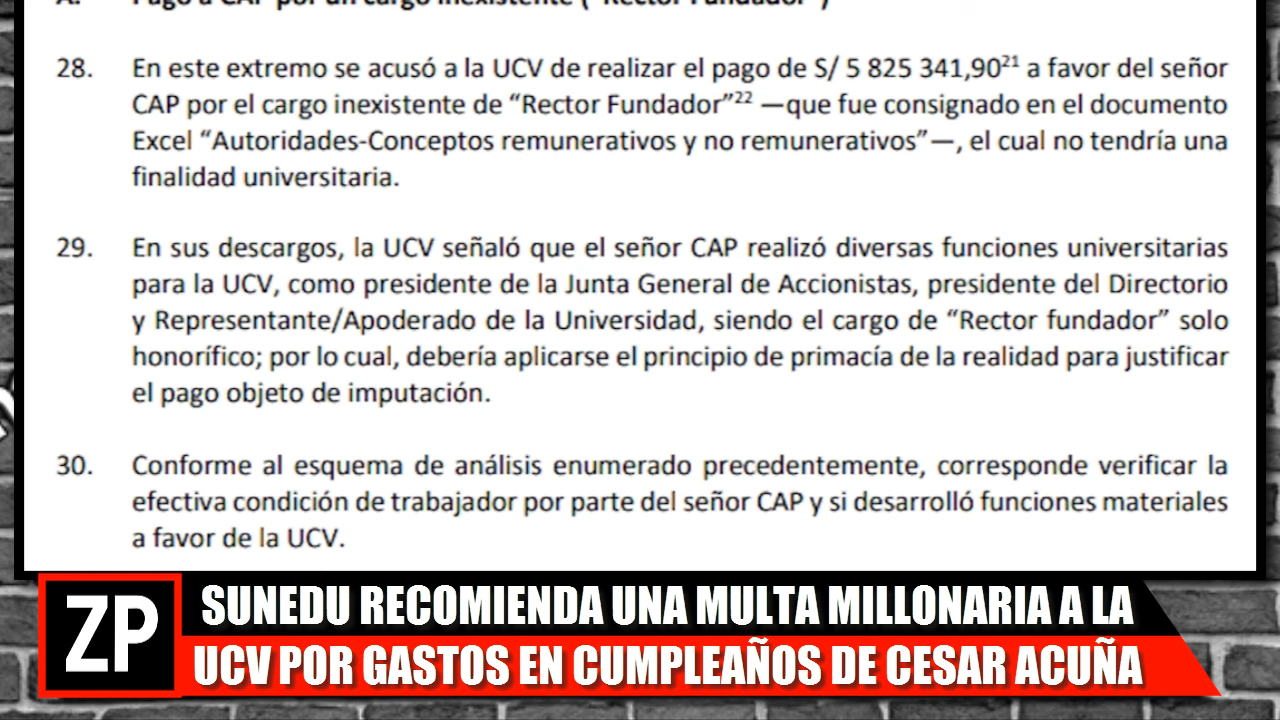 A. Pago a CAP por un cargo inexistente ("Rector Fundador")
28. En este extremo se acusó a la UCV de realizar el pago de S/ 5 825 341,90²¹ a favor del señor
CAP por el cargo inexistente de “Rector Fundador”²² —que fue consignado en el documento
Excel “Autoridades-Conceptos remunerativos y no remunerativos”—, el cual no tendría una
finalidad universitaria.
29. En sus descargos, la UCV señaló que el señor CAP realizó diversas funciones universitarias
para la UCV, como presidente de la Junta General de Accionistas, presidente del Directorio
y Representante/Apoderado de la Universidad, siendo el cargo de “Rector fundador” solo
honorífico; por lo cual, debería aplicarse el principio de primacía de la realidad para justificar
el pago objeto de imputación.
30. Conforme al esquema de análisis enumerado precedentemente, corresponde verificar la
efectiva condición de trabajador por parte del señor CAP y si desarrolló funciones materiales
a favor de la UCV.
ZP
SUNEDU RECOMIENDA UNA MULTA MILLONARIA A LA
UCV POR GASTOS EN CUMPLEAÑOS DE CESAR ACUÑA